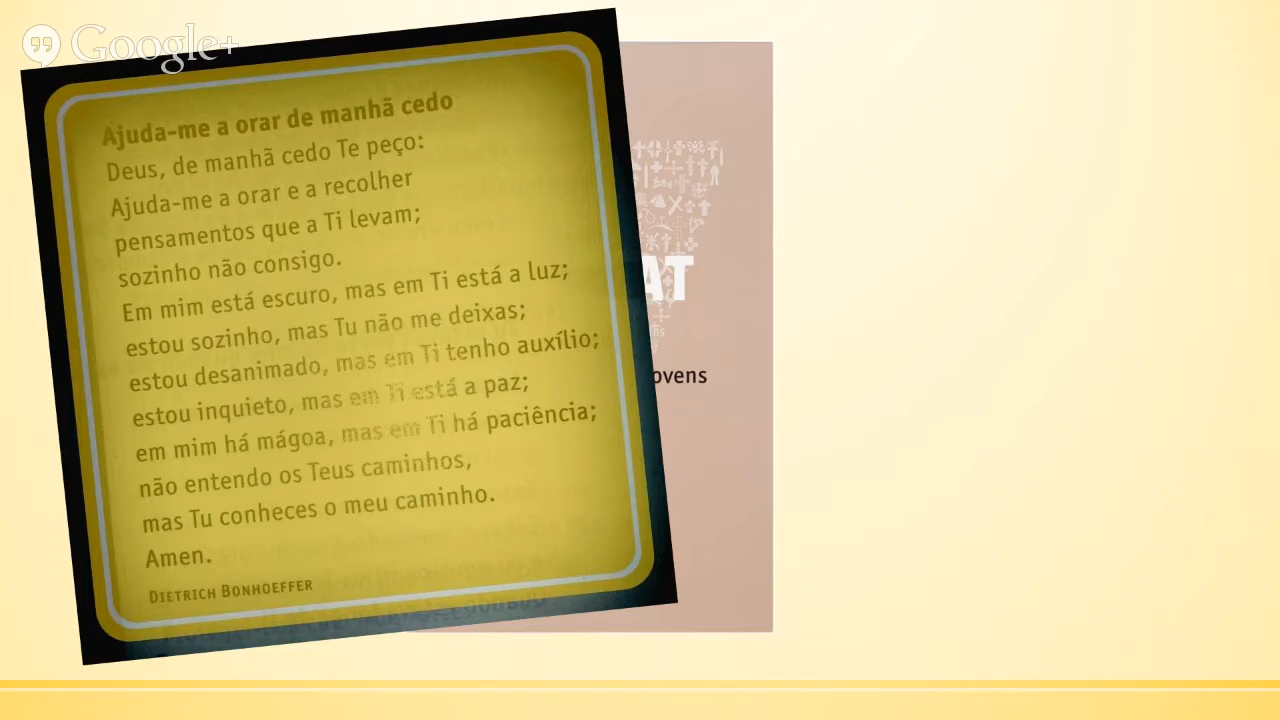 Google+
Ajuda-me a orar de manhã cedo
Deus, de manhã cedo Te peço:
Ajuda-me a orar e a recolher
pensamentos que a Ti levam;
sozinho não consigo.
Em mim está escuro, mas em Ti está a luz;
estou sozinho, mas Tu não me deixas;
estou desanimado, mas em Ti tenho auxílio;
estou inquieto, mas em Ti está a paz;
em mim há mágoa, mas em Ti há paciência;
não entendo os Teus caminhos,
mas Tu conheces o meu caminho.
Amen.
DIETRICH BONHOEFFER
AT
ovens